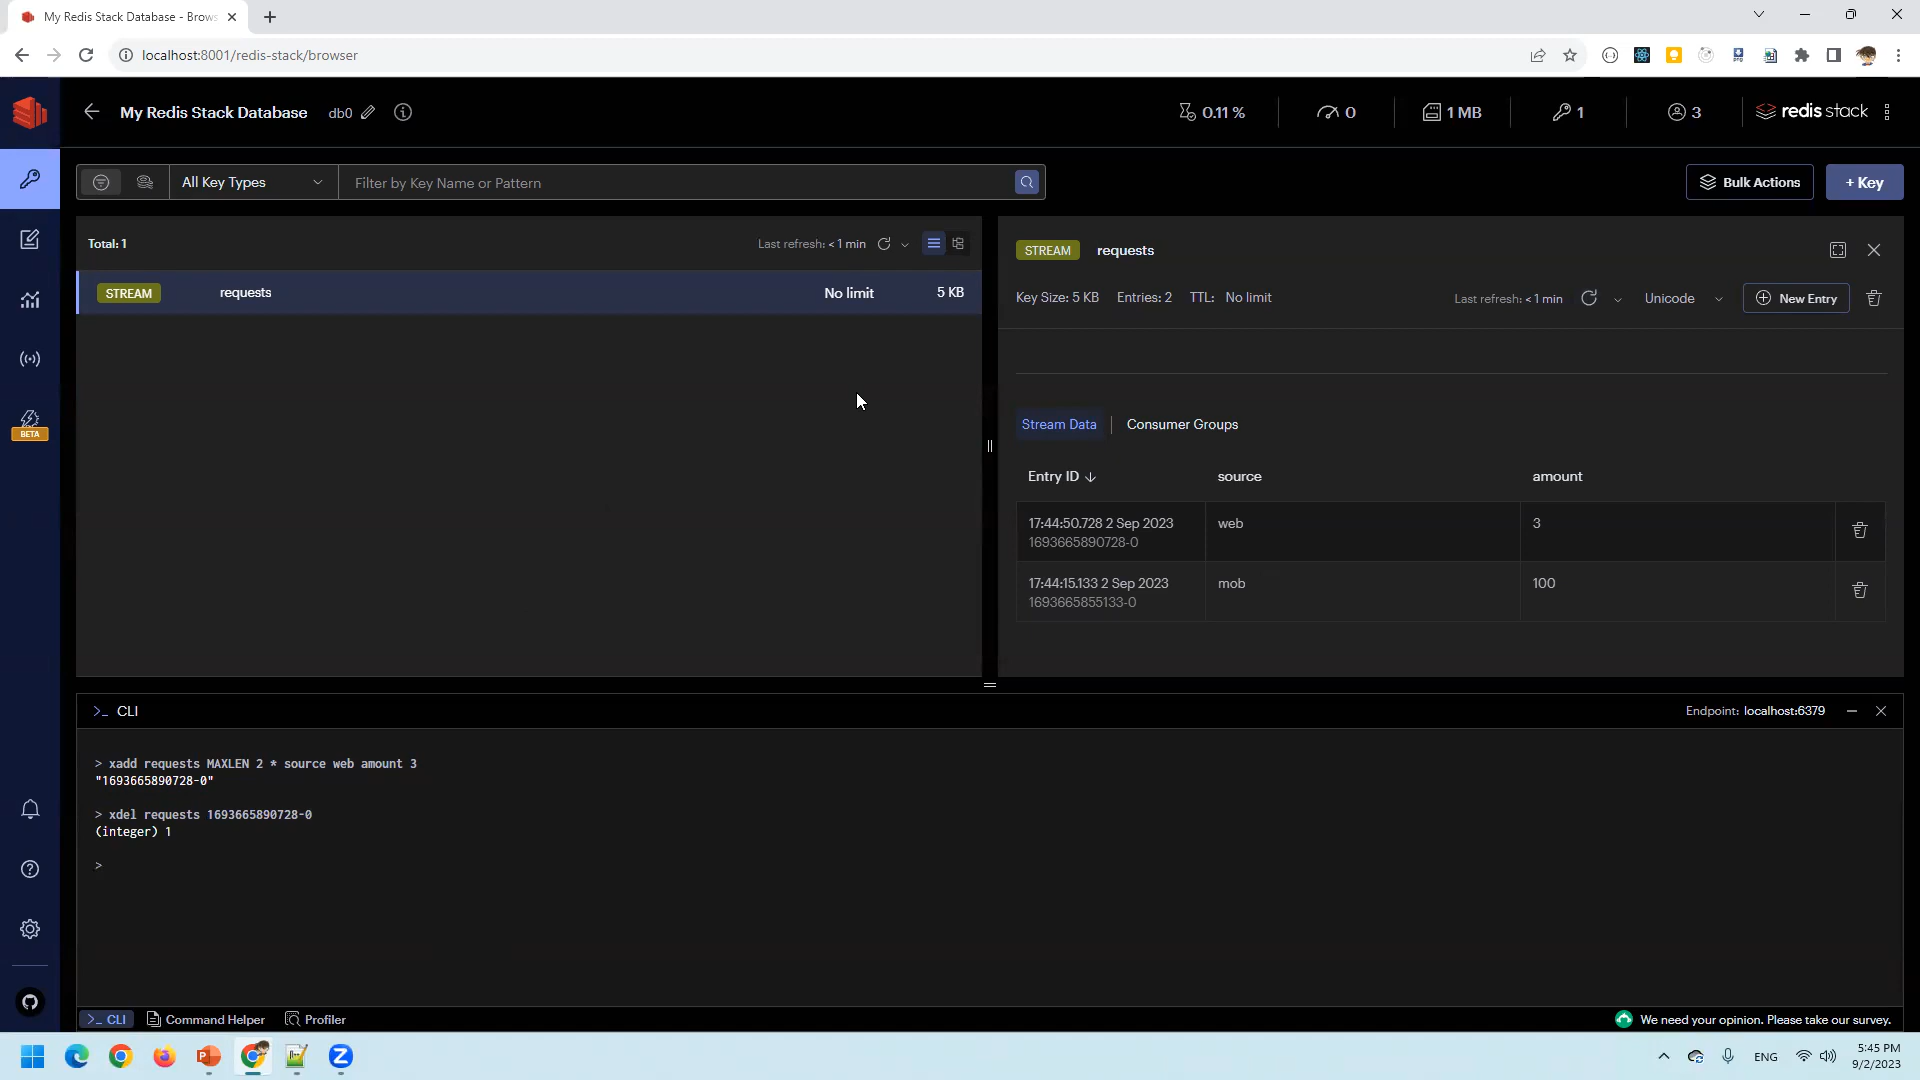 My Redis Stack Database - Brows
localhost:8001/redis-stack/browser
My Redis Stack Database db0
0.11 % 0 1 MB 1 3 redis stack
All Key Types Filter by Key Name or Pattern
Bulk Actions + Key
Total: 1 Last refresh: < 1 min
STREAM requests No limit 5 KB
STREAM requests
Key Size: 5 KB Entries: 2 TTL: No limit Last refresh: < 1 min Unicode New Entry
Stream Data Consumer Groups
Entry ID source amount
17:44:50.728 2 Sep 2023 web 3
1693665890728-0
17:44:15.133 2 Sep 2023 mob 100
1693665855133-0
BETA
>_ CLI Endpoint: localhost:6379
> xadd requests MAXLEN 2 * source web amount 3
"1693665890728-0"
> xdel requests 1693665890728-0
(integer) 1
>
>_ CLI Command Helper Profiler We need your opinion. Please take our survey.
ENG 5:45 PM
9/2/2023